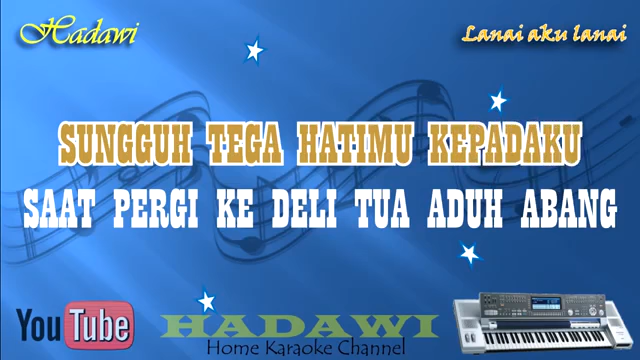 Hadawi
Lanai aku lanai
SUNGGUH TEGA HATIMU KEPADAKU
SAAT PERGI KE DELI TUA ADUH ABANG
YouTube
HADAWI
Home Karaoke Channel